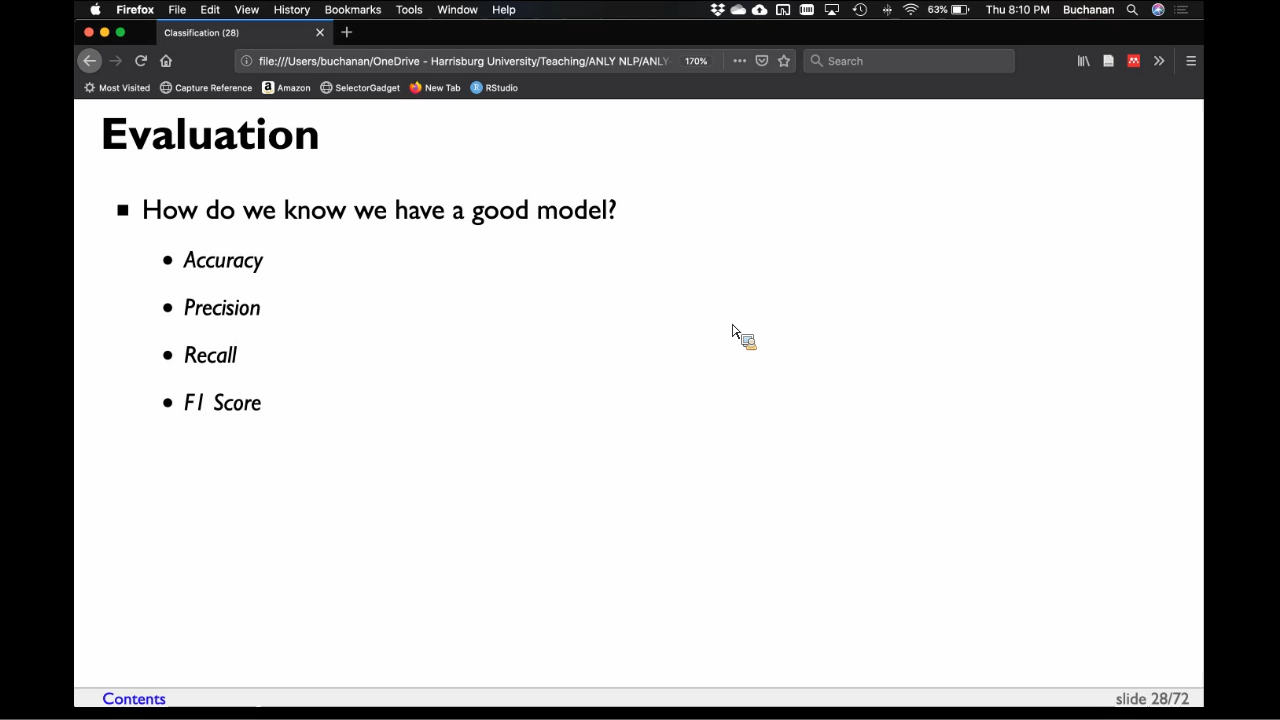 Firefox File Edit View History Bookmarks Tools Window Help 63% Thu 8:10 PM Buchanan
Classification (28)
file:///Users/buchanan/OneDrive - Harrisburg University/Teaching/ANLY NLP/ANLY 170% Search
Most Visited Capture Reference Amazon SelectorGadget New Tab RStudio
Evaluation
How do we know we have a good model?
Accuracy
Precision
Recall
F1 Score
Contents slide 28/72